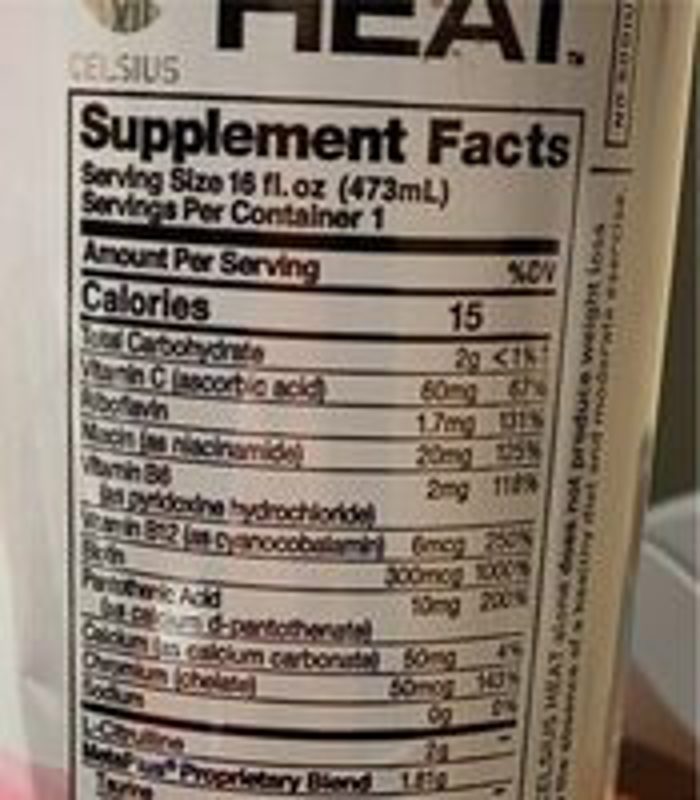 HEAT™
CELSIUS
Supplement Facts
Serving Size 16 fl. oz (473mL)
Servings Per Container 1
Amount Per Serving %DV
Calories 15
Total Carbohydrate 2g <1%†
Vitamin C (ascorbic acid) 60mg 67%
Riboflavin 1.7mg 131%
Niacin (as niacinamide) 20mg 125%
Vitamin B6 2mg 118%
(as pyridoxine hydrochloride)
Vitamin B12 (as cyanocobalamin) 6mcg 250%
Biotin 300mcg 1000%
Pantothenic Acid 10mg 200%
(as calcium d-pantothenate)
Calcium (as calcium carbonate) 50mg 4%
Chromium (chelate) 50mcg 143%
Sodium 0g 0%
L-Citrulline 2g –
MetaPlus® Proprietary Blend 1.81g –
Taurine
CELSIUS HEAT alone does not produce weight loss
the absence of a healthy diet and moderate exercise.